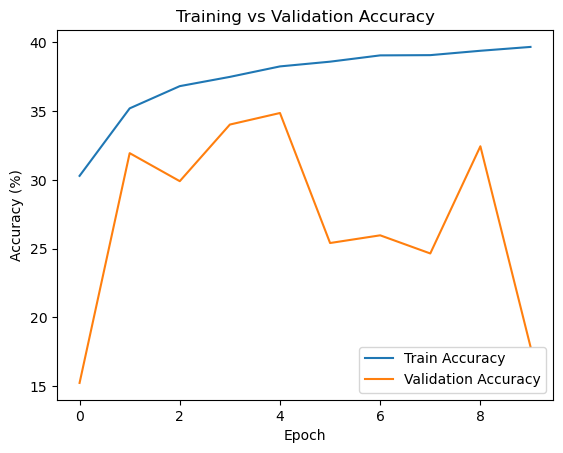 Training vs Validation Accuracy
40
35
30
25
20
15
Accuracy (%)
0 2 4 6 8
Epoch
Train Accuracy
Validation Accuracy